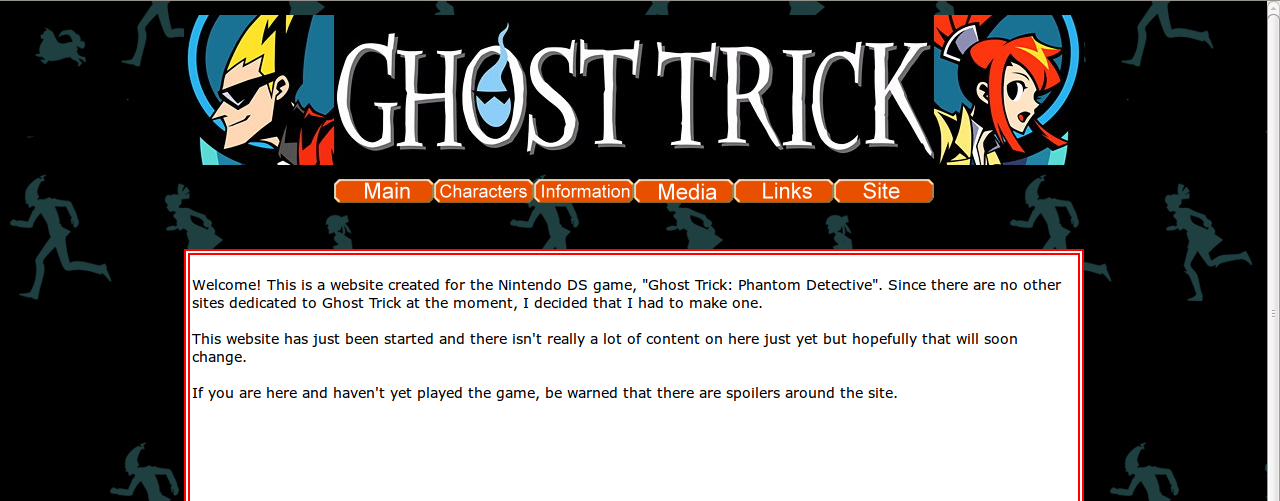 GHOST TRICK
Main Characters Information Media Links Site
Welcome! This is a website created for the Nintendo DS game, "Ghost Trick: Phantom Detective". Since there are no other
sites dedicated to Ghost Trick at the moment, I decided that I had to make one.
This website has just been started and there isn't really a lot of content on here just yet but hopefully that will soon
change.
If you are here and haven't yet played the game, be warned that there are spoilers around the site.